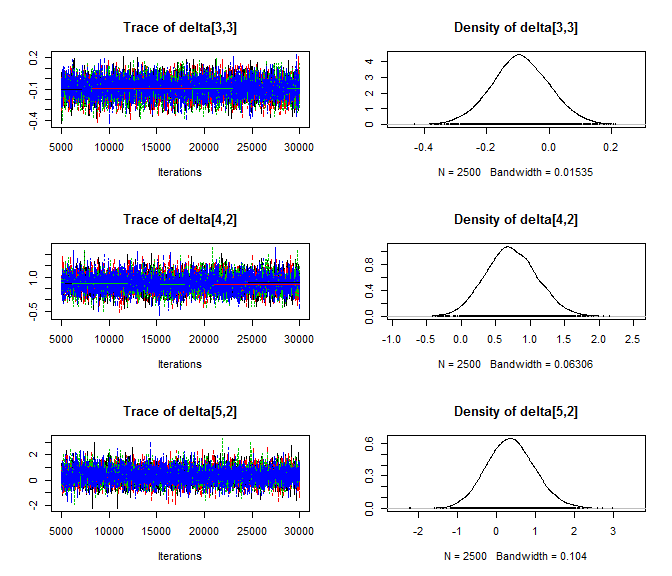 Trace of delta[3,3]
0.2
-0.1
-0.4
5000 10000 15000 20000 25000 30000
Iterations
Density of delta[3,3]
4
3
2
1
0
-0.4 -0.2 0.0 0.2
N = 2500 Bandwidth = 0.01535
Trace of delta[4,2]
1.0
-0.5
5000 10000 15000 20000 25000 30000
Iterations
Density of delta[4,2]
0.8
0.4
0.0
-1.0 -0.5 0.0 0.5 1.0 1.5 2.0 2.5
N = 2500 Bandwidth = 0.06306
Trace of delta[5,2]
2
0
-2
5000 10000 15000 20000 25000 30000
Iterations
Density of delta[5,2]
0.6
0.3
0.0
-2 -1 0 1 2 3
N = 2500 Bandwidth = 0.104